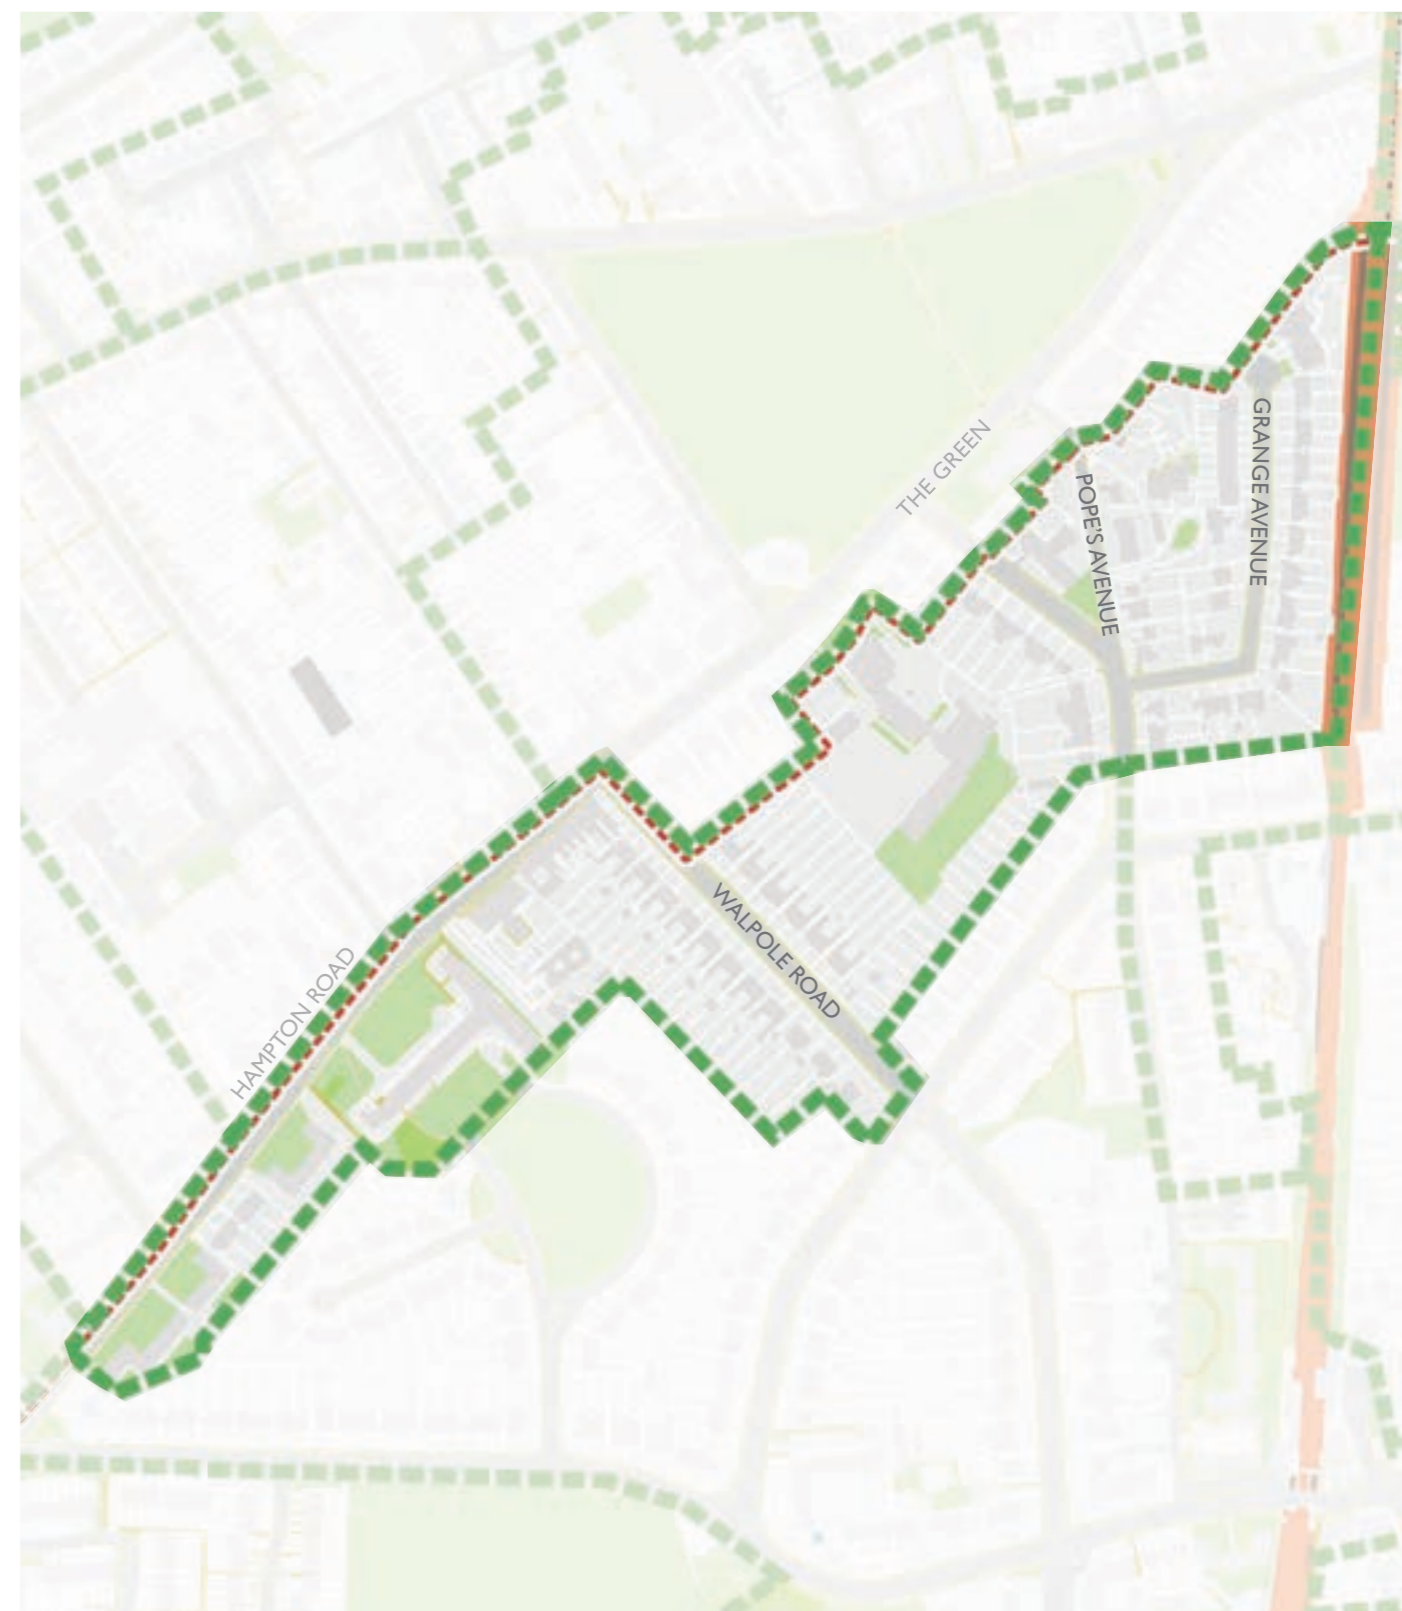 GRANGE AVENUE
THE GREEN
POPE'S AVENUE
WALPOLE ROAD
HAMPTON ROAD